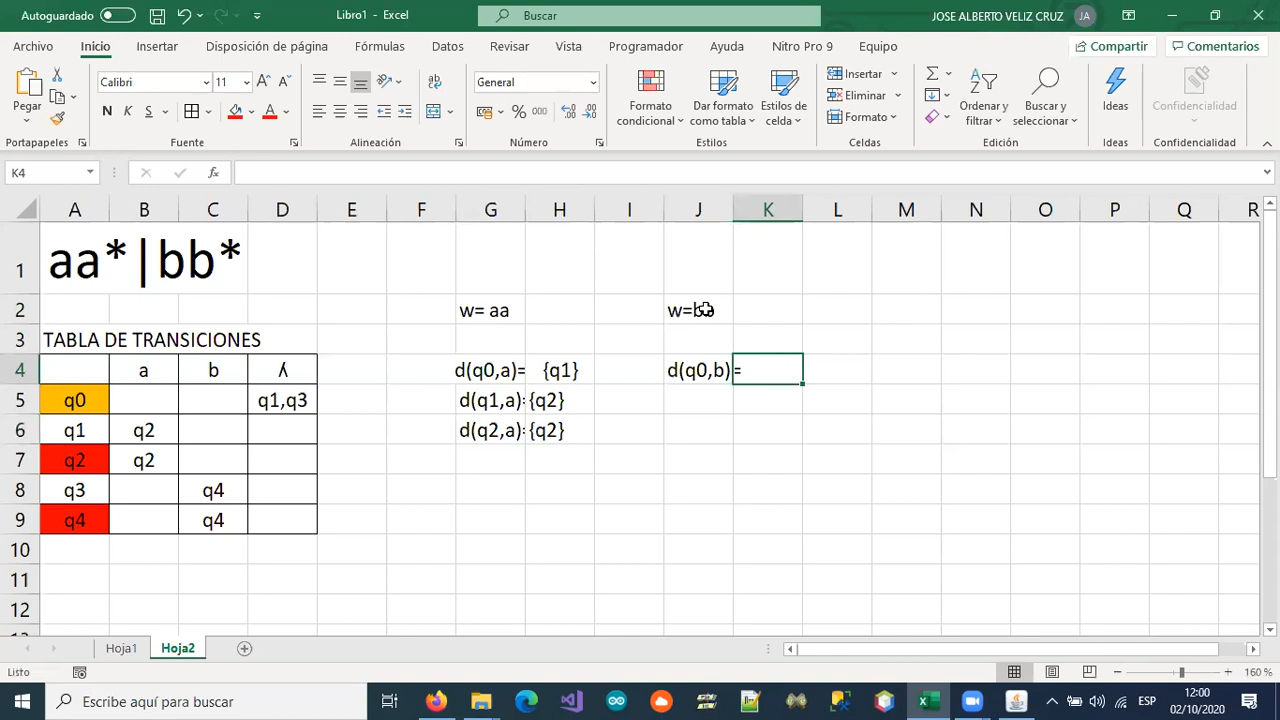 Autoguardado
Libro1 - Excel
Buscar
JOSE ALBERTO VELIZ CRUZ
JA
Archivo
Inicio
Insertar
Disposición de página
Fórmulas
Datos
Revisar
Vista
Programador
Ayuda
Nitro Pro 9
Equipo
Compartir
Comentarios
Pegar
Calibri
11
N K S
General
% 000
Formato condicional
Dar formato como tabla
Estilos de celda
Insertar
Eliminar
Formato
Ordenar y filtrar
Buscar y seleccionar
Ideas
Confidencialidad
Portapapeles
Fuente
Alineación
Número
Estilos
Celdas
Edición
Ideas
Confidencialidad
K4
fx
A B C D E F G H I J K L M N O P Q R
1 aa*|bb*
2 w= aa w=
3 TABLA DE TRANSICIONES
4 a b ʎ d(q0,a)= {q1} d(q0,b)=
5 q0 q1,q3 d(q1,a)= {q2}
6 q1 q2 d(q2,a)= {q2}
7 q2 q2
8 q3 q4
9 q4 q4
10
11
12
Hoja1
Hoja2
Listo
160 %
Escribe aquí para buscar
ESP
12:00
02/10/2020